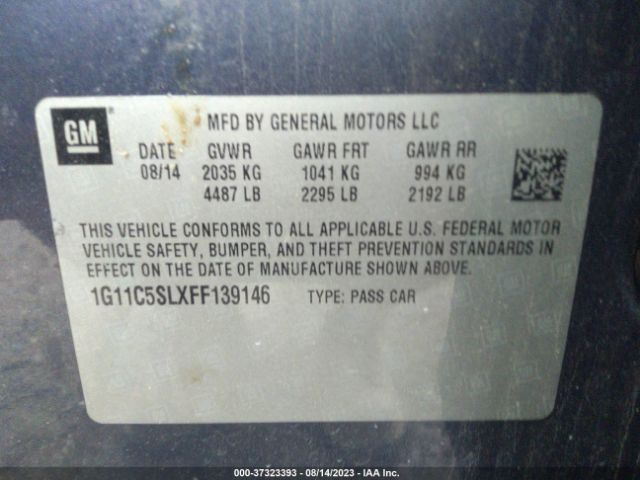 GM ® MFD BY GENERAL MOTORS LLC
DATE GVWR GAWR FRT GAWR RR
08/14 2035 KG 1041 KG 994 KG
4487 LB 2295 LB 2192 LB
THIS VEHICLE CONFORMS TO ALL APPLICABLE U.S. FEDERAL MOTOR
VEHICLE SAFETY, BUMPER, AND THEFT PREVENTION STANDARDS IN
EFFECT ON THE DATE OF MANUFACTURE SHOWN ABOVE.
1G11C5SLXFF139146 TYPE: PASS CAR
000-37323393 - 08/14/2023 - IAA Inc.